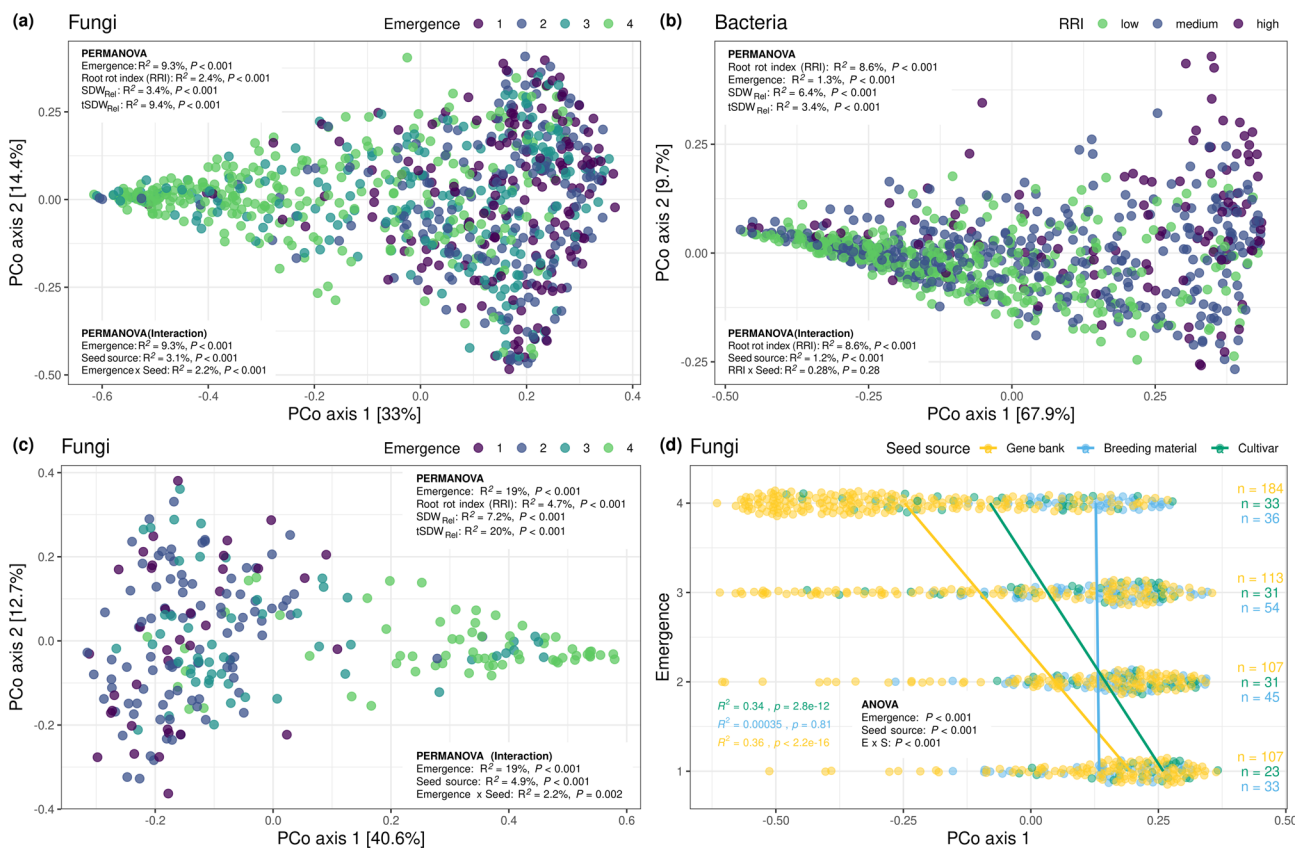 (a) Fungi Emergence 1 2 3 4
PERMANOVA
Emergence: R² = 9.3%, P < 0.001
Root rot index (RRI): R² = 2.4%, P < 0.001
SDWRel: R² = 3.4%, P < 0.001
tSDWRel: R² = 9.4%, P < 0.001
0.25
0.00
-0.25
-0.50
PCo axis 2 [14.4%]
PERMANOVA(Interaction)
Emergence: R² = 9.3%, P < 0.001
Seed source: R² = 3.1%, P < 0.001
Emergence x Seed: R² = 2.2%, P < 0.001
-0.6 -0.4 -0.2 0.0 0.2 0.4
PCo axis 1 [33%]
(b) Bacteria RRI low medium high
PERMANOVA
Root rot index (RRI): R² = 8.6%, P < 0.001
Emergence: R² = 1.3%, P < 0.001
SDWRel: R² = 6.4%, P < 0.001
tSDWRel: R² = 3.4%, P < 0.001
0.50
0.25
0.00
-0.25
PCo axis 2 [9.7%]
PERMANOVA(Interaction)
Root rot index (RRI): R² = 8.6%, P < 0.001
Seed source: R² = 1.2%, P < 0.001
RRI x Seed: R² = 0.28%, P = 0.28
-0.50 -0.25 0.00 0.25
PCo axis 1 [67.9%]
(c) Fungi Emergence 1 2 3 4
PERMANOVA
Emergence: R² = 19%, P < 0.001
Root rot index (RRI): R² = 4.7%, P < 0.001
SDWRel: R² = 7.2%, P < 0.001
tSDWRel: R² = 20%, P < 0.001
0.4
0.2
0.0
-0.2
-0.4
PCo axis 2 [12.7%]
PERMANOVA (Interaction)
Emergence: R² = 19%, P < 0.001
Seed source: R² = 4.9%, P < 0.001
Emergence x Seed: R² = 2.2%, P = 0.002
-0.2 0.0 0.2 0.4 0.6
PCo axis 1 [40.6%]
(d) Fungi Seed source Gene bank Breeding material Cultivar
4
3
2
1
Emergence
n = 184
n = 33
n = 36
n = 113
n = 31
n = 54
n = 107
n = 31
n = 45
n = 107
n = 23
n = 33
R² = 0.34 , p = 2.8e-12
R² = 0.00035 , p = 0.81
R² = 0.36 , p < 2.2e-16
ANOVA
Emergence: P < 0.001
Seed source: P < 0.001
E x S: P < 0.001
-0.50 -0.25 0.00 0.25 0.50
PCo axis 1